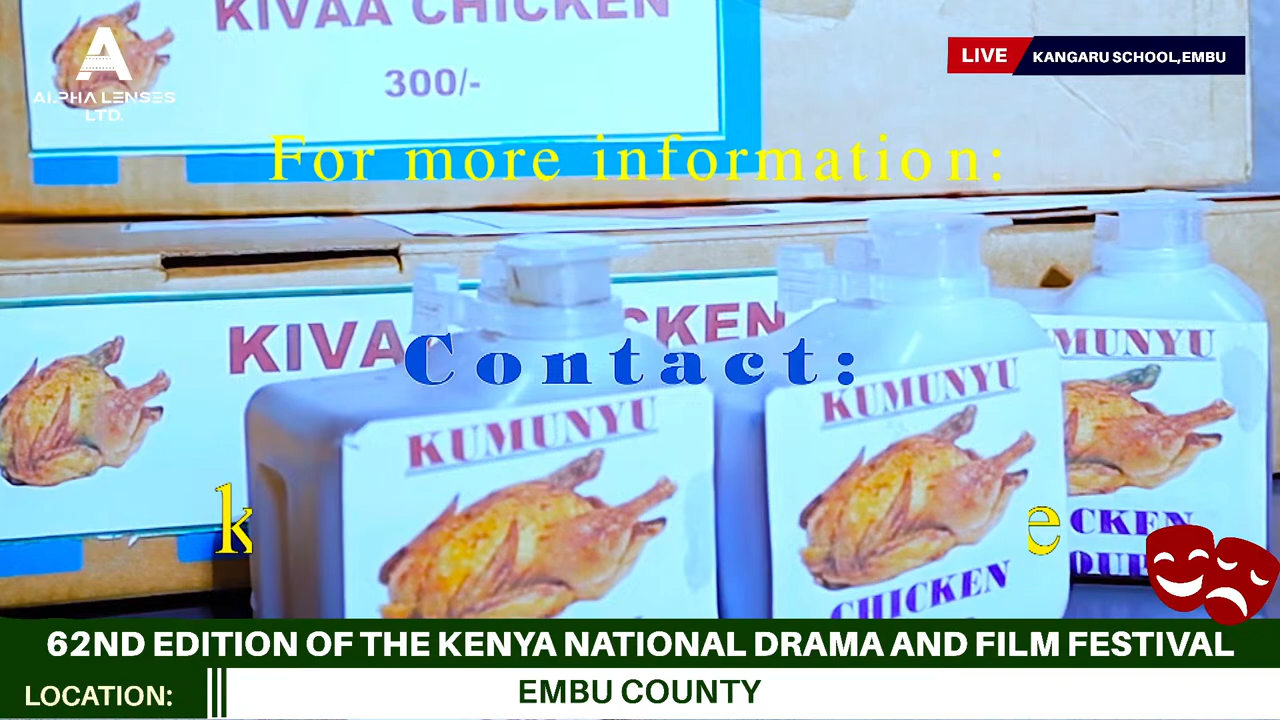 KIVAA CHICKEN
300/-
ALPHA LENSES
LTD.
LIVE
KANGARU SCHOOL,EMBU
For more information:
KIVA CKEN
Contact:
KUMUNYU
CHICKEN
KUMUNYU
MUNYU
CKEN
k e
62ND EDITION OF THE KENYA NATIONAL DRAMA AND FILM FESTIVAL
LOCATION:
EMBU COUNTY